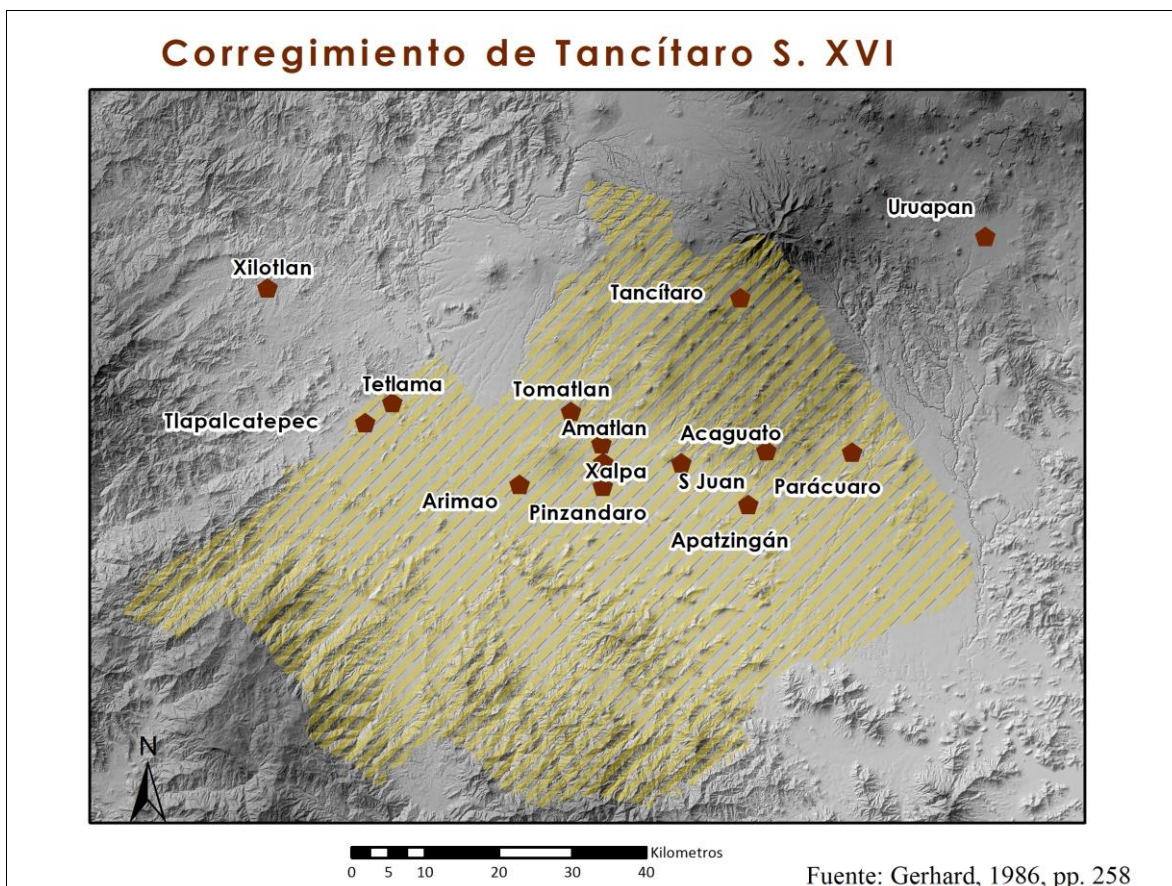 Corregimiento de Tancítaro S. XVI
Uruapan
Xilotlan
Tancítaro
Tetlama
Tomatlan
Tlapalcatepec
Amatlan
Acaguato
Xalpa
S Juan
Parácuaro
Arimao
Pinzandaro
Apatzingán
N
Kilometros
0 5 10 20 30 40
Fuente: Gerhard, 1986, pp. 258